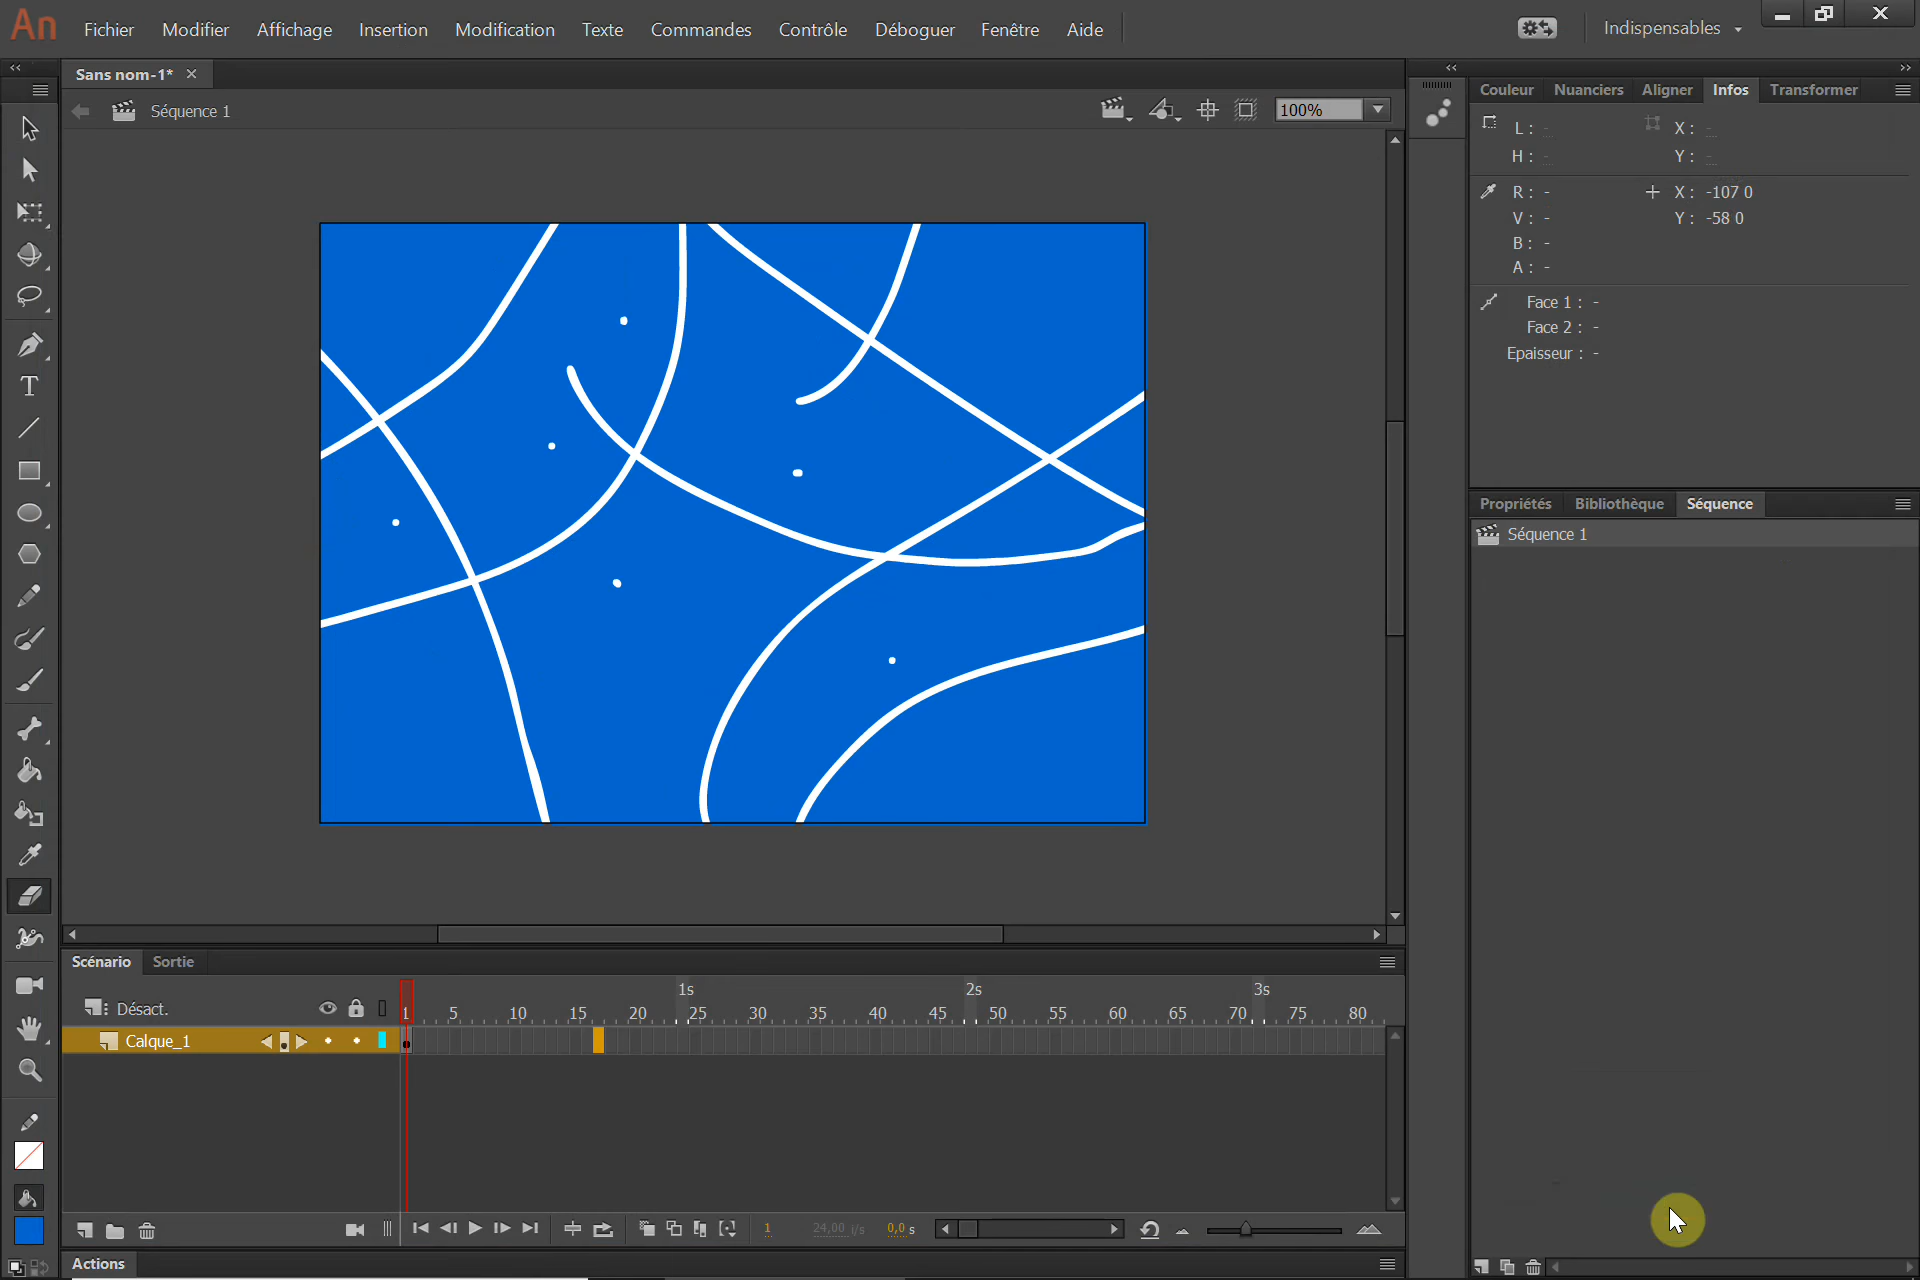 An Fichier Modifier Affichage Insertion Modification Texte Commandes Contrôle Déboguer Fenêtre Aide Indispensables
Sans nom-1*
Séquence 1 100%
Couleur Nuanciers Aligner Infos Transformer
L : - X : -
H : - Y : -
R : - X : -107 0
V : - Y : -58 0
B : -
A : -
Face 1 : -
Face 2 : -
Epaisseur : -
Propriétés Bibliothèque Séquence
Séquence 1
T
Scénario Sortie
1s 2s 3s
Désact. 1 5 10 15 20 25 30 35 40 45 50 55 60 65 70 75 80
Calque_1
1 24,00 i/s 0,0 s
Actions